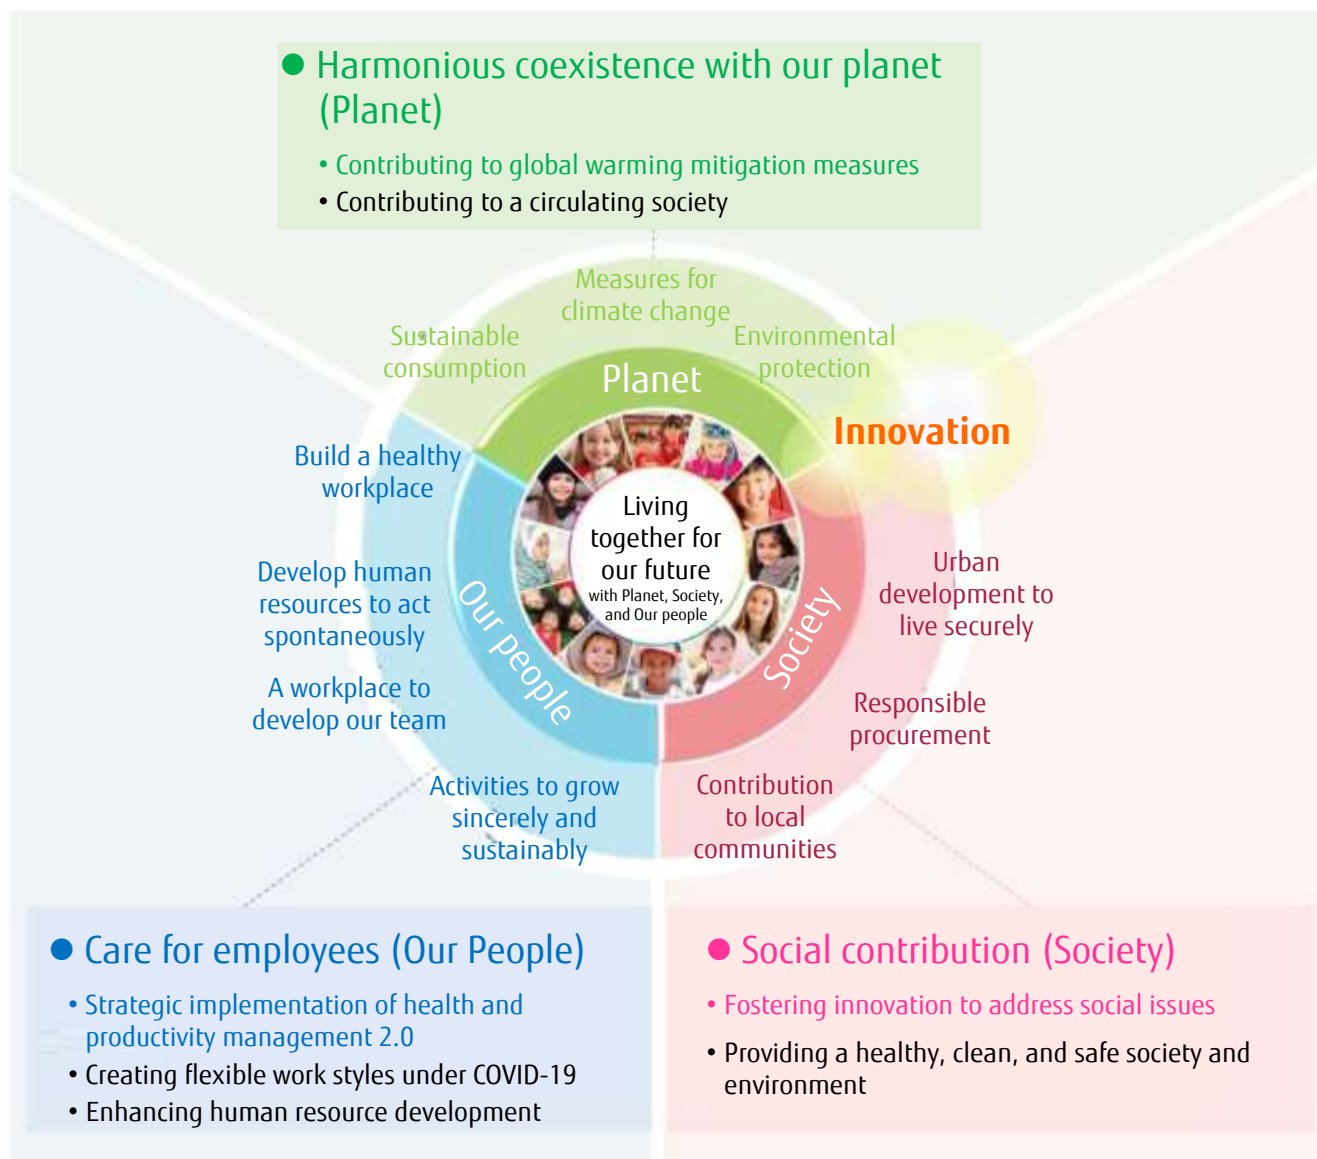 ● Harmonious coexistence with our planet
(Planet)
• Contributing to global warming mitigation measures
• Contributing to a circulating society
Measures for
climate change
Sustainable
consumption
Environmental
protection
Planet
Innovation
Build a healthy
workplace
Living
together for
our future
with Planet, Society,
and Our people
Develop human
resources to act
spontaneously
Our people
Society
Urban
development to
live securely
A workplace to
develop our team
Responsible
procurement
Activities to grow
sincerely and
sustainably
Contribution
to local
communities
● Care for employees (Our People)
• Strategic implementation of health and
productivity management 2.0
• Creating flexible work styles under COVID-19
• Enhancing human resource development
● Social contribution (Society)
• Fostering innovation to address social issues
• Providing a healthy, clean, and safe society and
environment